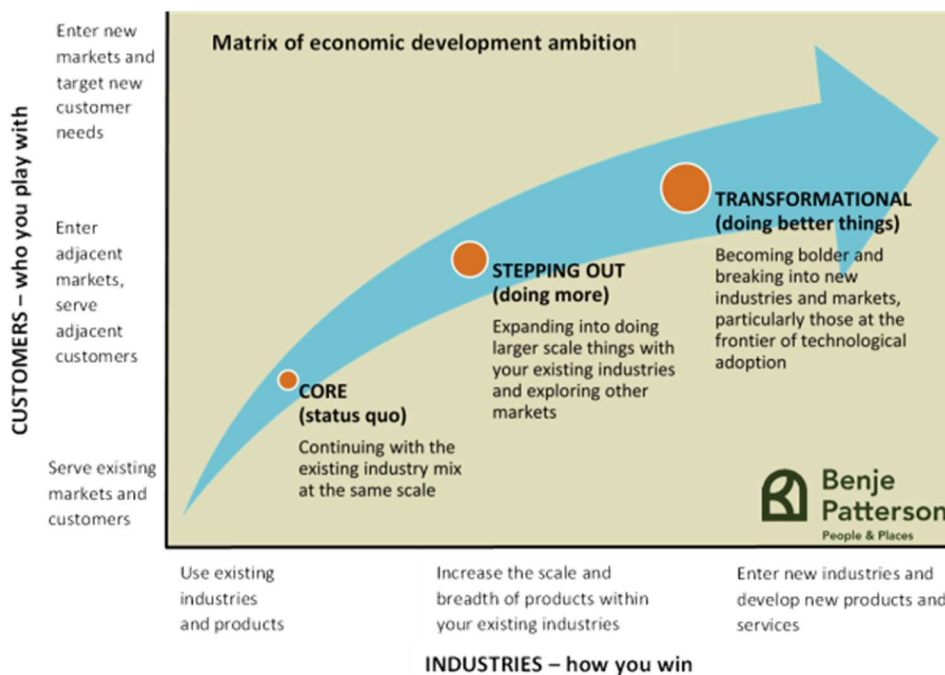 Matrix of economic development ambition
CUSTOMERS – who you play with
Enter new
markets and
target new
customer
needs
Enter
adjacent
markets,
serve
adjacent
customers
Serve existing
markets and
customers
TRANSFORMATIONAL
(doing better things)
Becoming bolder and
breaking into new
industries and markets,
particularly those at the
frontier of technological
adoption
STEPPING OUT
(doing more)
Expanding into doing
larger scale things with
your existing industries
and exploring other
markets
CORE
(status quo)
Continuing with the
existing industry mix
at the same scale
Benje
Patterson
People & Places
Use existing
industries
and products
Increase the scale and
breadth of products within
your existing industries
Enter new industries and
develop new products and
services
INDUSTRIES – how you win